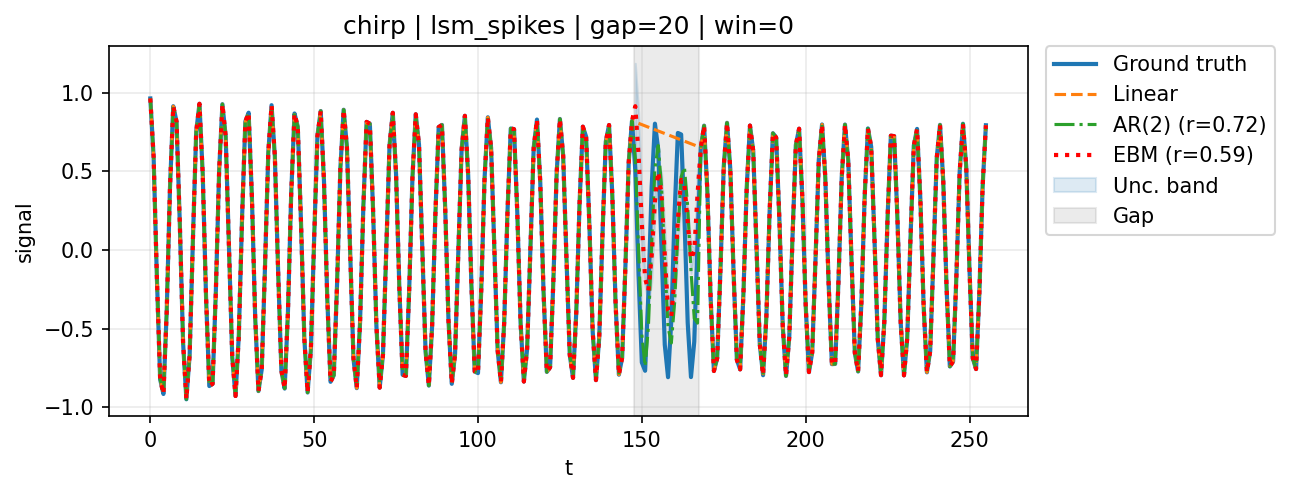 chirp | lsm_spikes | gap=20 | win=0
signal
1.0
0.5
0.0
−0.5
−1.0
0
50
100
150
200
250
t
Ground truth
Linear
AR(2) (r=0.72)
EBM (r=0.59)
Unc. band
Gap